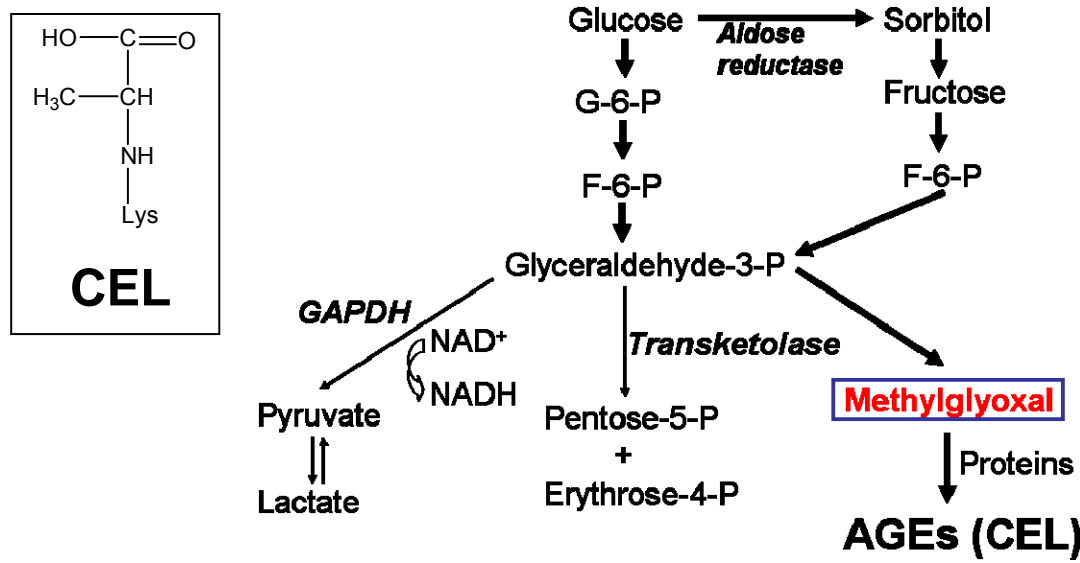 HO C O
H₃C CH
NH
Lys
CEL
Glucose
Aldose
reductase
Sorbitol
G-6-P
Fructose
F-6-P
F-6-P
Glyceraldehyde-3-P
GAPDH
NAD⁺
NADH
Transketolase
Pyruvate
Lactate
Pentose-5-P
+
Erythrose-4-P
Methylglyoxal
Proteins
AGEs (CEL)